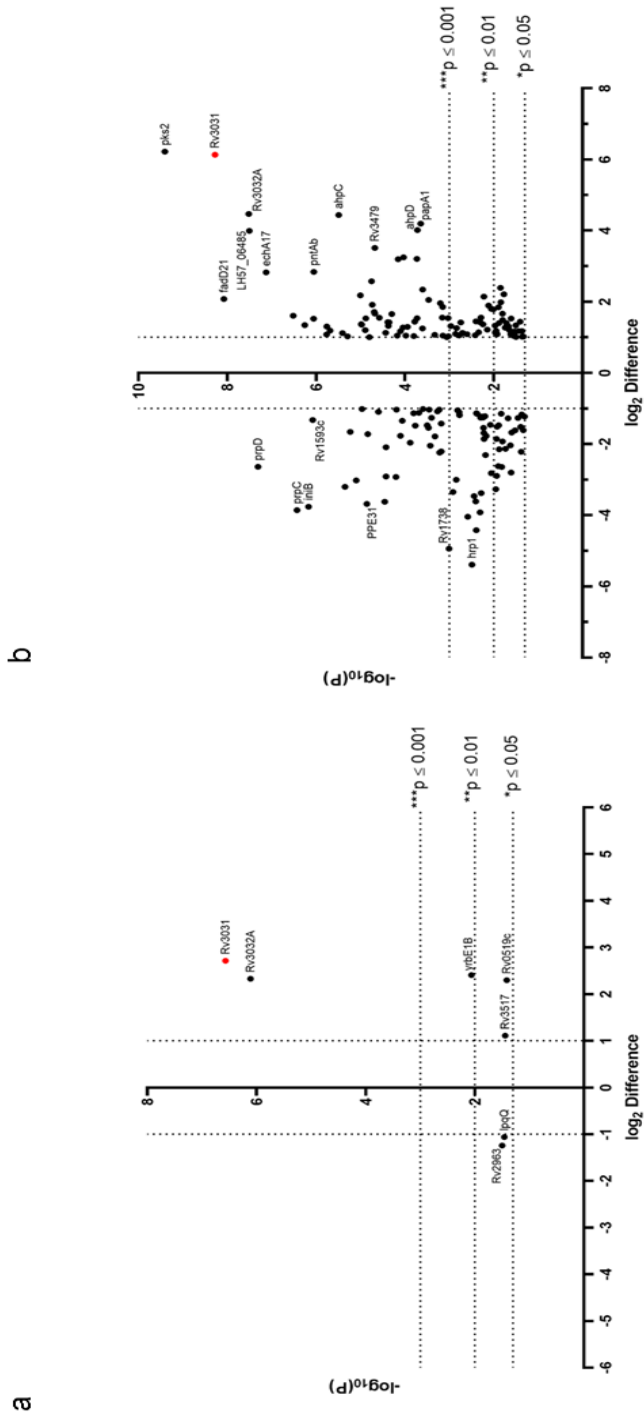 a
-log₁₀(P)
8
6
4
2
0
-6
-5
-4
-3
-2
-1
0
1
2
3
4
5
6
log₂ Difference
***p ≤ 0.001
**p ≤ 0.01
*p ≤ 0.05
Rv3031
Rv3032A
yrbE1B
Rv0519c
Rv3517
lpqQ
Rv2963
b
-log₁₀(P)
10
8
6
4
2
0
-8
-6
-4
-2
0
2
4
6
8
log₂ Difference
***p ≤ 0.001
**p ≤ 0.01
*p ≤ 0.05
pks2
Rv3031
Rv3032A
LH57_06485
fadD21
echA17
ahpC
pntAb
Rv3479
ahpD
papA1
prpD
Rv1593c
prpC
iniB
PPE31
Rv1738
hrp1